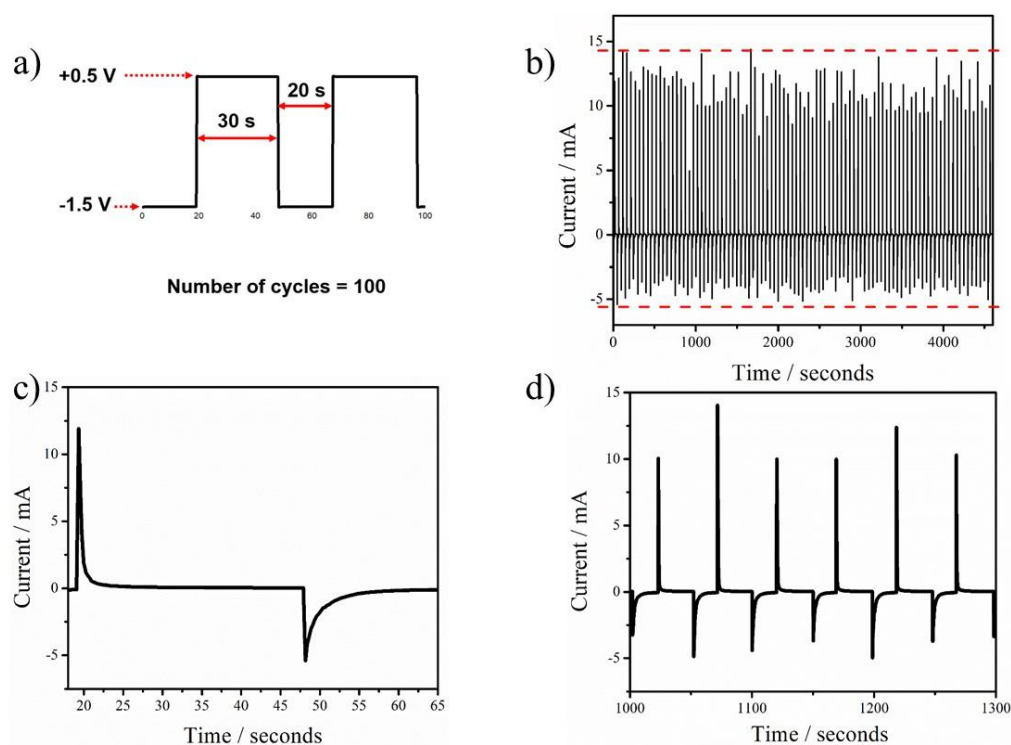 a)
+0.5 V
20 s
30 s
-1.5 V
0 20 40 60 80 100
Number of cycles = 100
b)
Current / mA
15
10
5
0
-5
1000 2000 3000 4000
Time / seconds
c)
Current / mA
15
10
5
0
-5
20 25 30 35 40 45 50 55 60 65
Time / seconds
d)
Current / mA
15
10
5
0
-5
1000 1100 1200 1300
Time / seconds